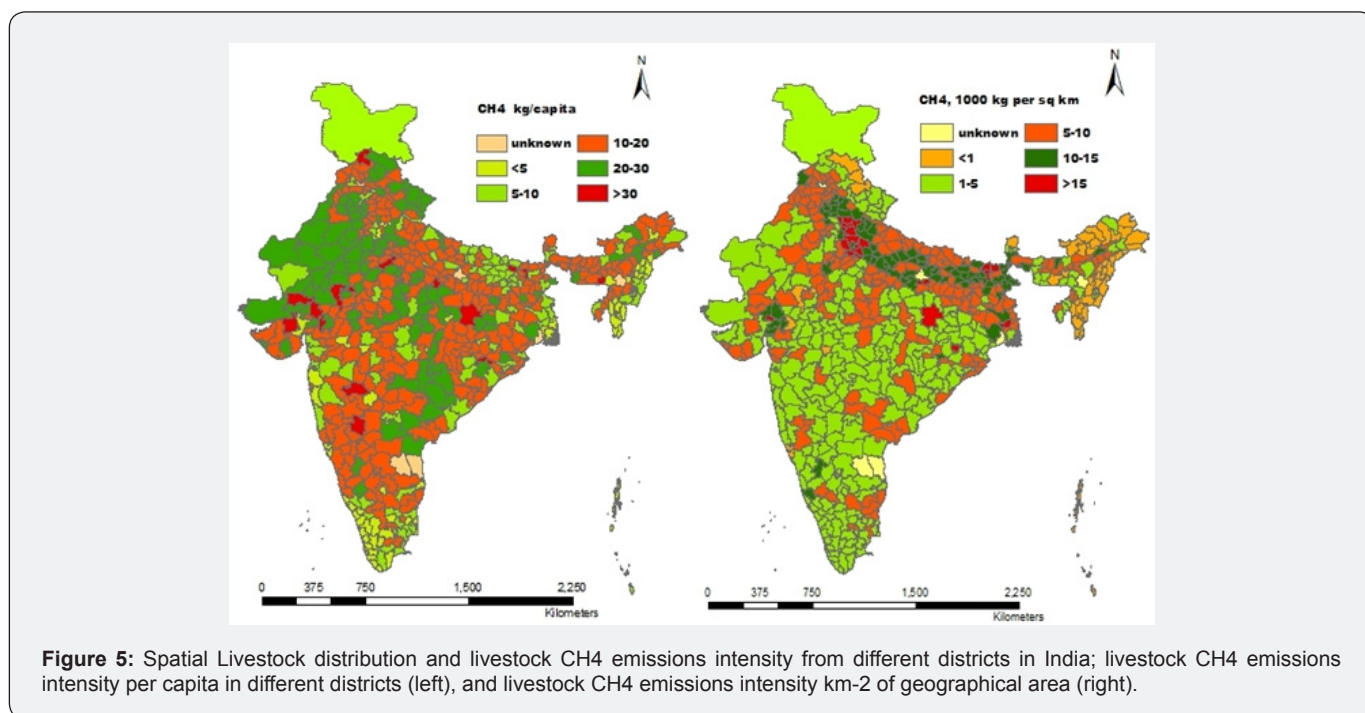 N
CH4 kg/capita
unknown
10-20
<5
20-30
5-10
>30
0 375 750 1,500 2,250
Kilometers
N
CH4, 1000 kg per sq km
unknown
5-10
<1
10-15
1-5
>15
0 375 750 1,500 2,250
Kilometers
Figure 5: Spatial Livestock distribution and livestock CH4 emissions intensity from different districts in India; livestock CH4 emissions
intensity per capita in different districts (left), and livestock CH4 emissions intensity km-2 of geographical area (right).